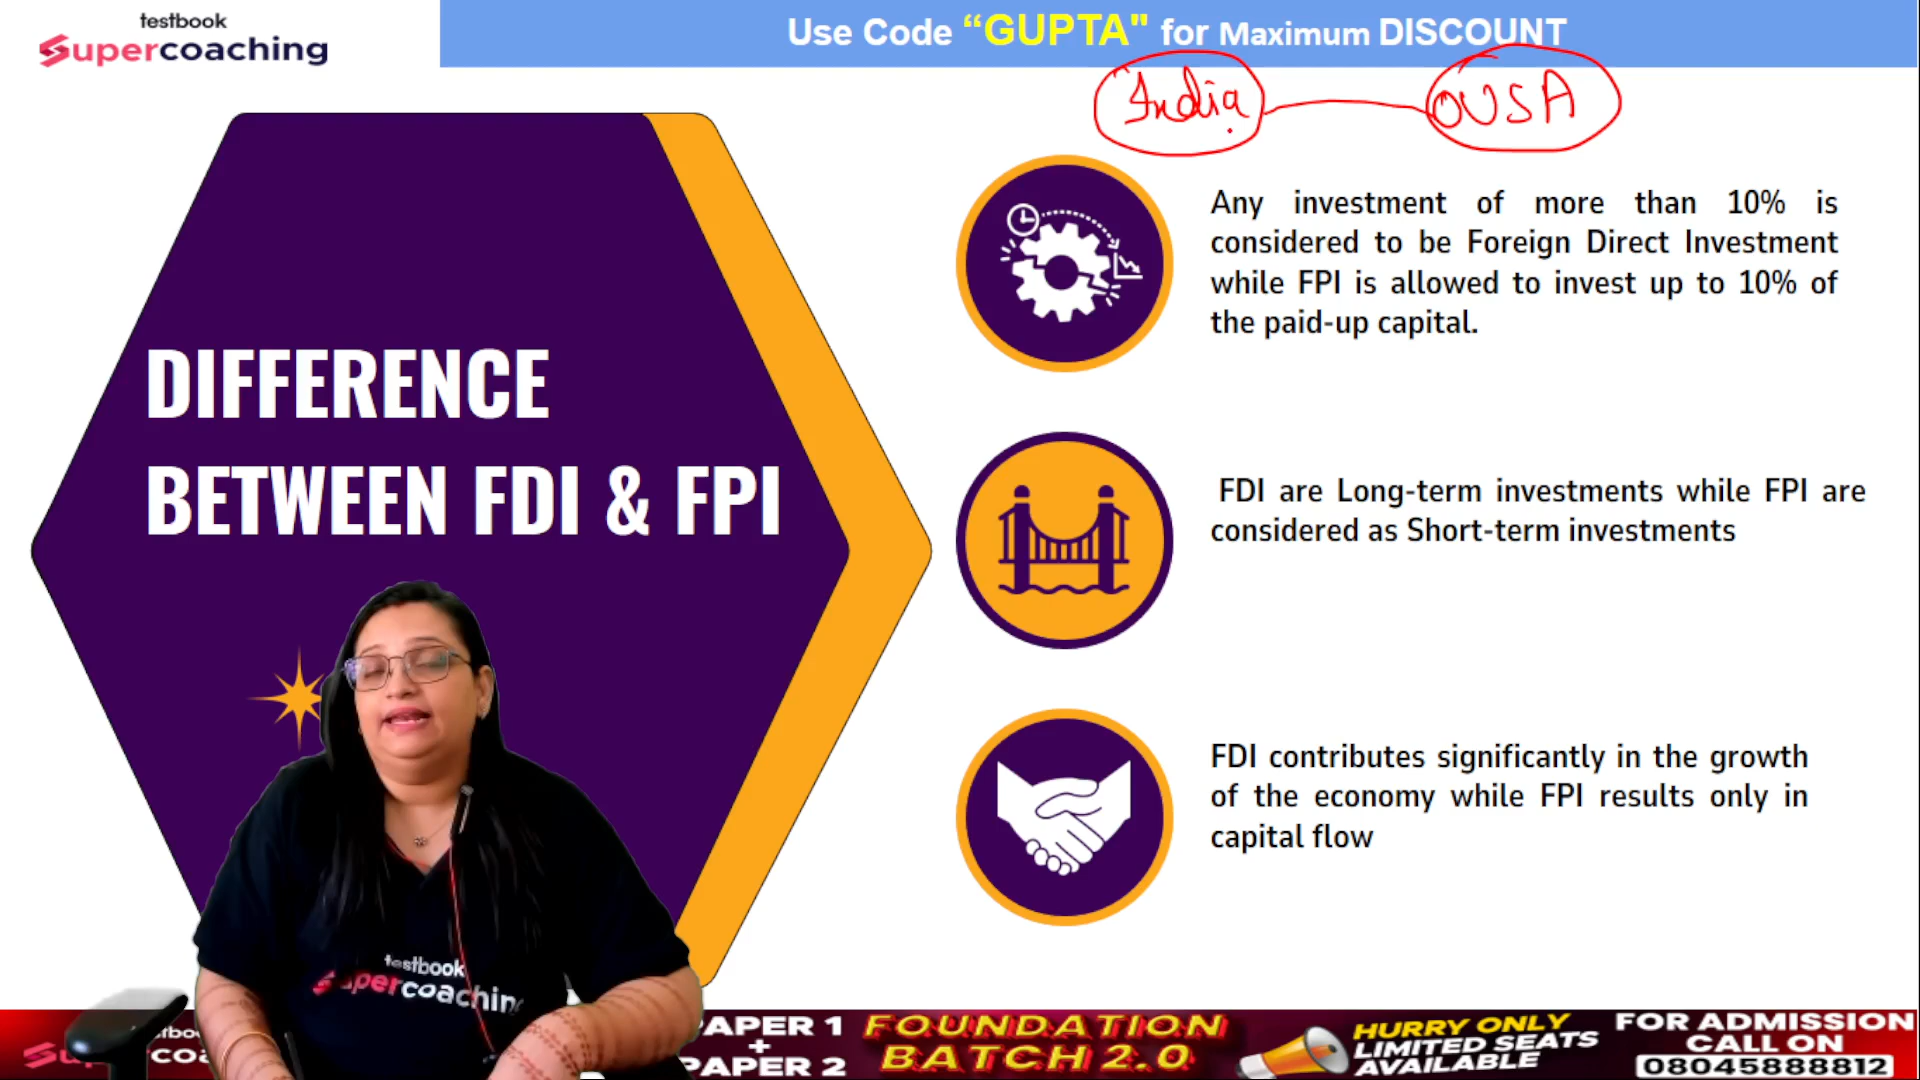 testbook
Supercoaching
Use Code “GUPTA" for Maximum DISCOUNT
India
USA
Any investment of more than 10% is
considered to be Foreign Direct Investment
while FPI is allowed to invest up to 10% of
the paid-up capital.
DIFFERENCE
BETWEEN FDI & FPI
FDI are Long-term investments while FPI are
considered as Short-term investments
FDI contributes significantly in the growth
of the economy while FPI results only in
capital flow
testbook
Supercoaching
PAPER 1
+
PAPER 2
FOUNDATION
BATCH 2.0
HURRY ONLY
LIMITED SEATS
AVAILABLE
FOR ADMISSION
CALL ON
08045888812